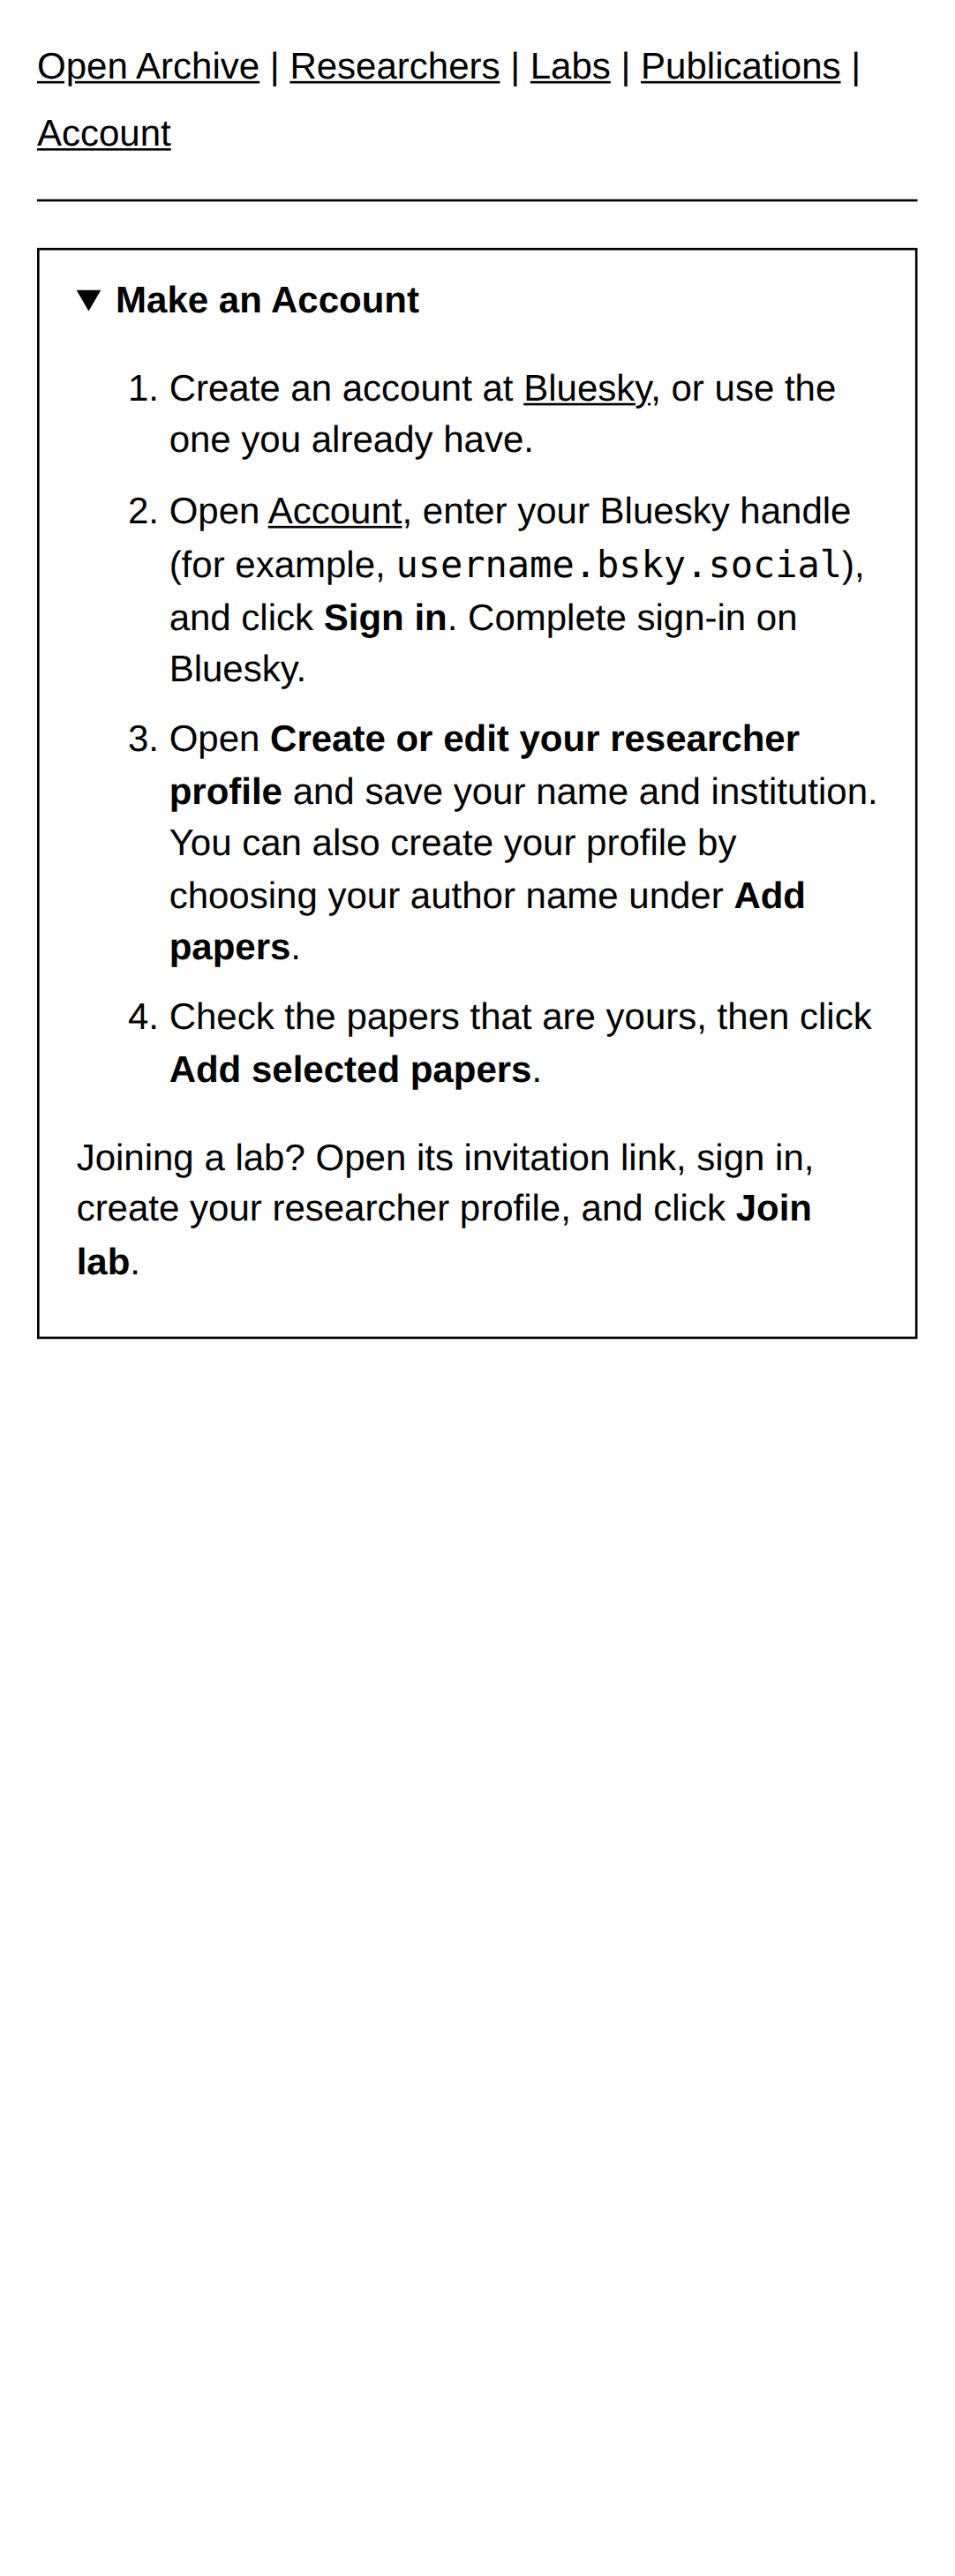 Open Archive | Researchers | Labs | Publications |
Account
▼ Make an Account
1. Create an account at Bluesky, or use the
one you already have.
2. Open Account, enter your Bluesky handle
(for example, username.bsky.social),
and click Sign in. Complete sign-in on
Bluesky.
3. Open Create or edit your researcher
profile and save your name and institution.
You can also create your profile by
choosing your author name under Add
papers.
4. Check the papers that are yours, then click
Add selected papers.
Joining a lab? Open its invitation link, sign in,
create your researcher profile, and click Join
lab.